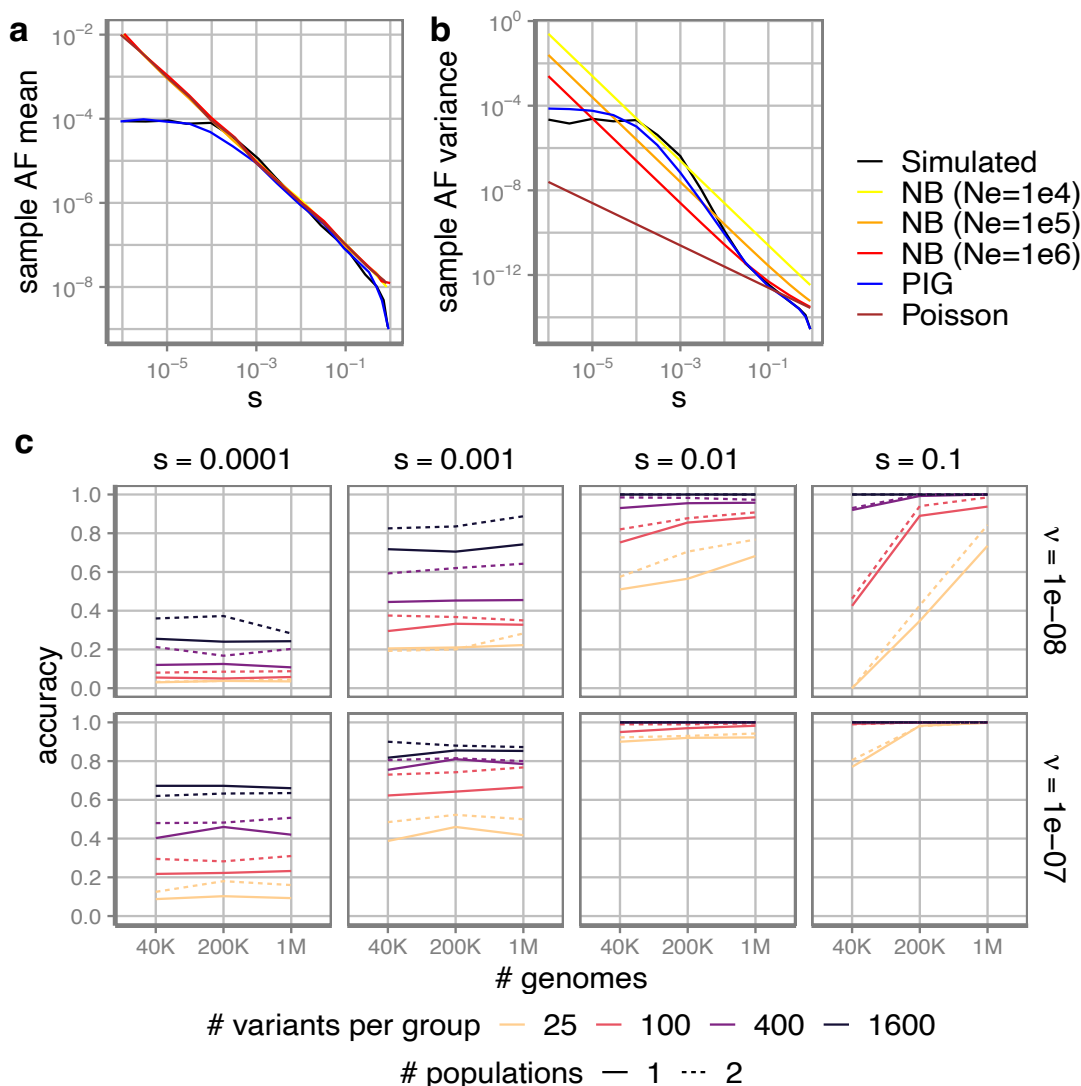 a
sample AF mean
10⁻²
10⁻⁴
10⁻⁶
10⁻⁸
10⁻⁵
10⁻³
10⁻¹
s
b
sample AF variance
10⁰
10⁻⁴
10⁻⁸
10⁻¹²
10⁻⁵
10⁻³
10⁻¹
s
Simulated
NB (Ne=1e4)
NB (Ne=1e5)
NB (Ne=1e6)
PIG
Poisson
c
s = 0.0001
s = 0.001
s = 0.01
s = 0.1
accuracy
1.0
0.8
0.6
0.4
0.2
0.0
ν = 1e−08
1.0
0.8
0.6
0.4
0.2
0.0
ν = 1e−07
40K 200K 1M
40K 200K 1M
40K 200K 1M
40K 200K 1M
# genomes
# variants per group 25 100 400 1600
# populations 1 2